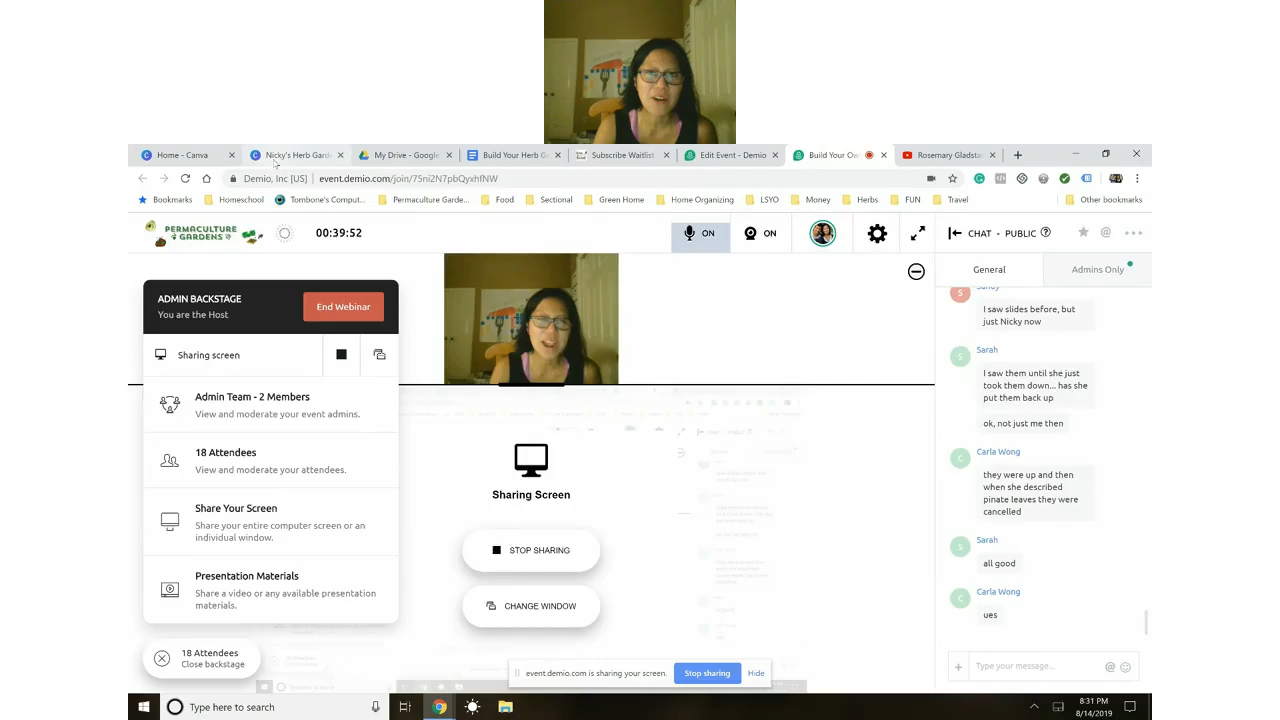 Home - Canva
Nicky's Herb Garde
My Drive - Google
Build Your Herb G
Subscribe Waitlist
Edit Event - Demio
Build Your Ow
Rosemary Gladsta
Demio, Inc [US]
event.demio.com/join/75ni2N7pbQyxhfNW
Bookmarks
Homeschool
Tombone's Comput...
Permaculture Garde...
Food
Sectional
Green Home
Home Organizing
LSYO
Money
Herbs
FUN
Travel
Other bookmarks
PERMACULTURE
GARDENS
00:39:52
ON
ON
CHAT - PUBLIC
General
Admins Only
ADMIN BACKSTAGE
You are the Host
End Webinar
Sharing screen
Admin Team - 2 Members
View and moderate your event admins.
18 Attendees
View and moderate your attendees.
Share Your Screen
Share your entire computer screen or an
individual window.
Presentation Materials
Share a video or any available presentation
materials.
18 Attendees
Close backstage
Sharing Screen
STOP SHARING
CHANGE WINDOW
event.demio.com is sharing your screen.
Stop sharing
Hide
S
I saw slides before, but
just Nicky now
S
Sarah
I saw them until she just
took them down... has she
put them back up
ok, not just me then
C
Carla Wong
they were up and then
when she described
pinate leaves they were
cancelled
S
Sarah
all good
C
Carla Wong
ues
Type your message...
Type here to search
8:31 PM
8/14/2019